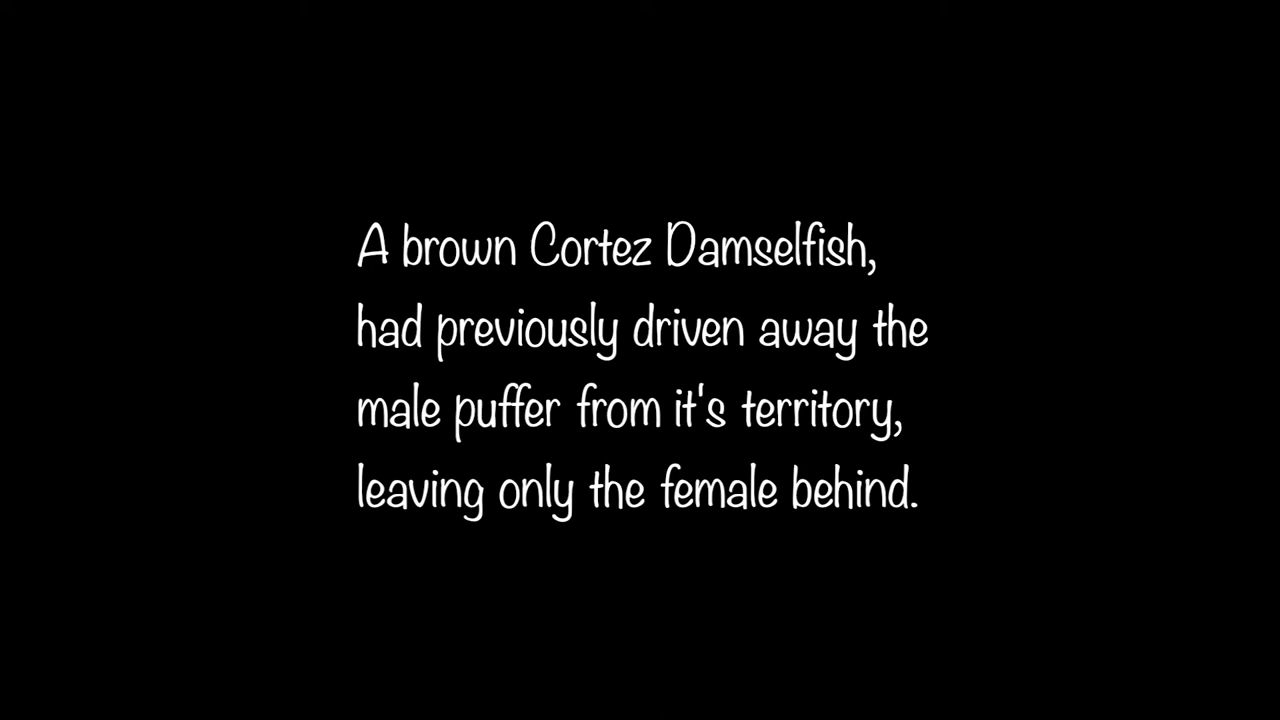 A brown Cortez Damselfish,
had previously driven away the
male puffer from it's territory,
leaving only the female behind.